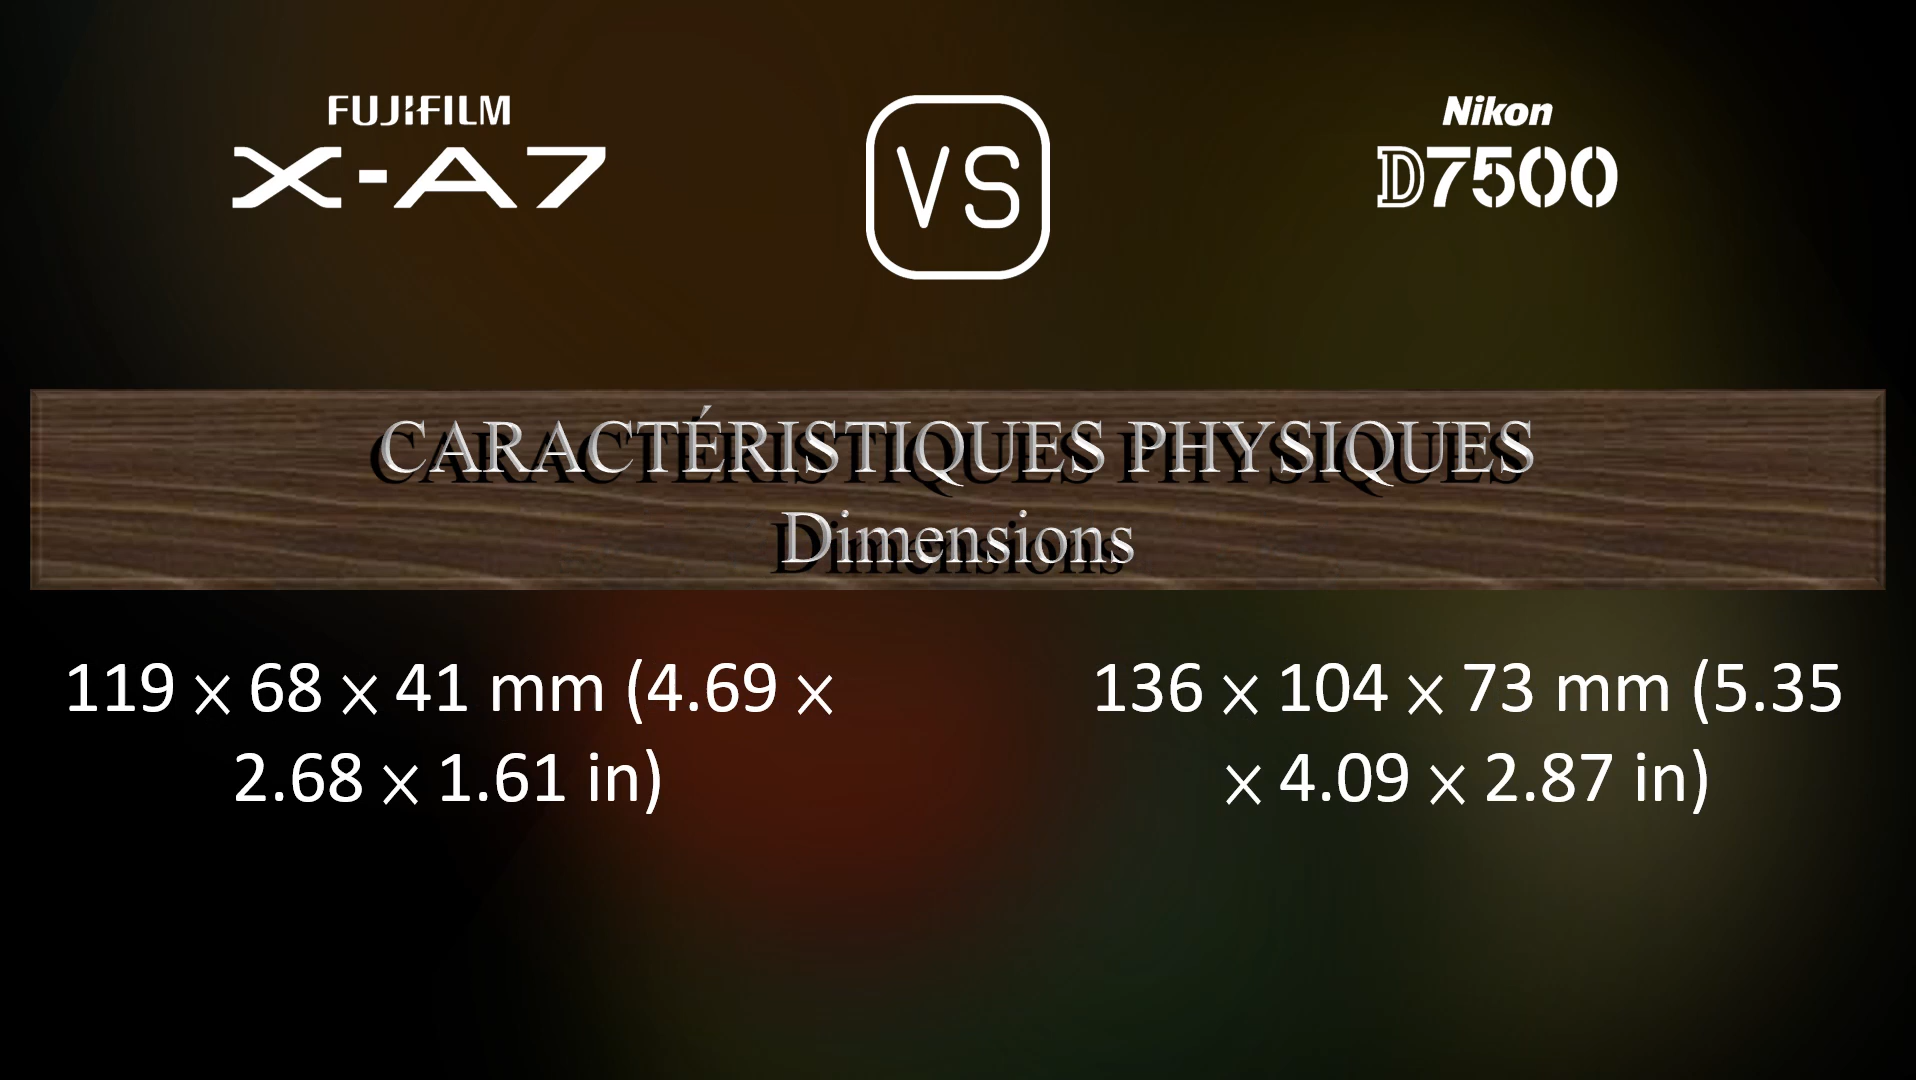 FUJIFILM
X-A7
VS
Nikon
D7500
CARACTÉRISTIQUES PHYSIQUES
Dimensions
119 x 68 x 41 mm (4.69 x
2.68 x 1.61 in)
136 x 104 x 73 mm (5.35
x 4.09 x 2.87 in)